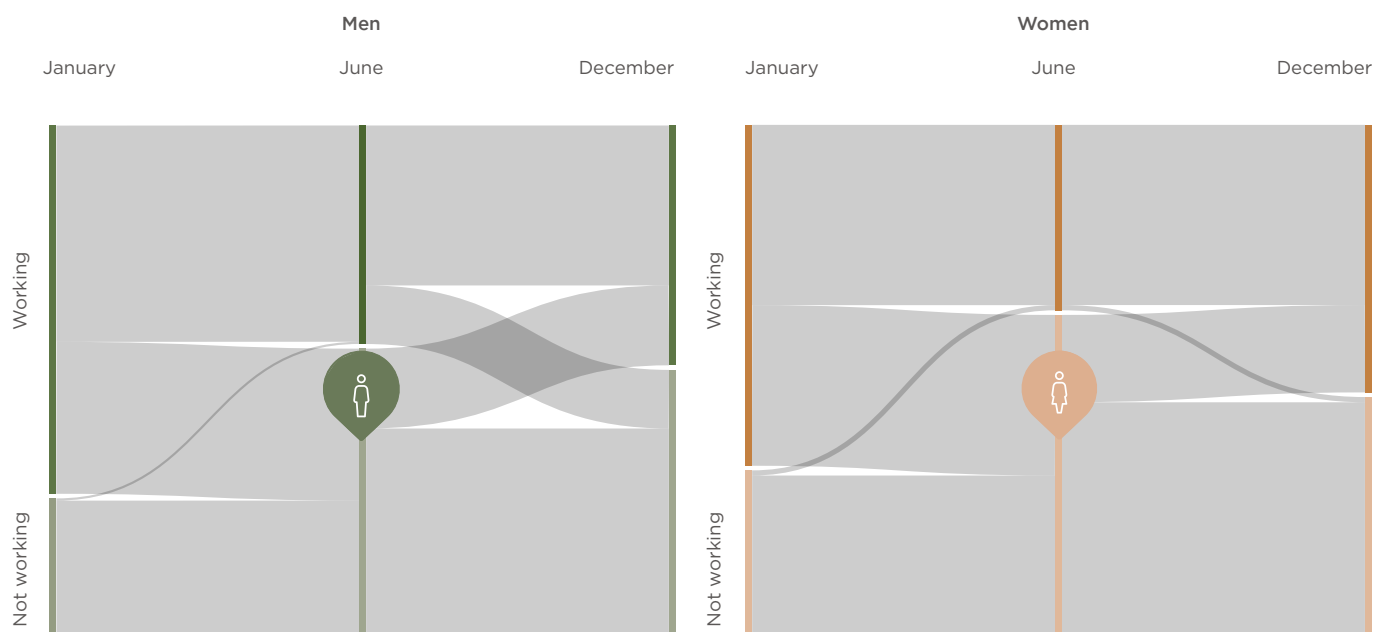 Men
January
June
December
Working
Not working
Women
January
June
December
Working
Not working